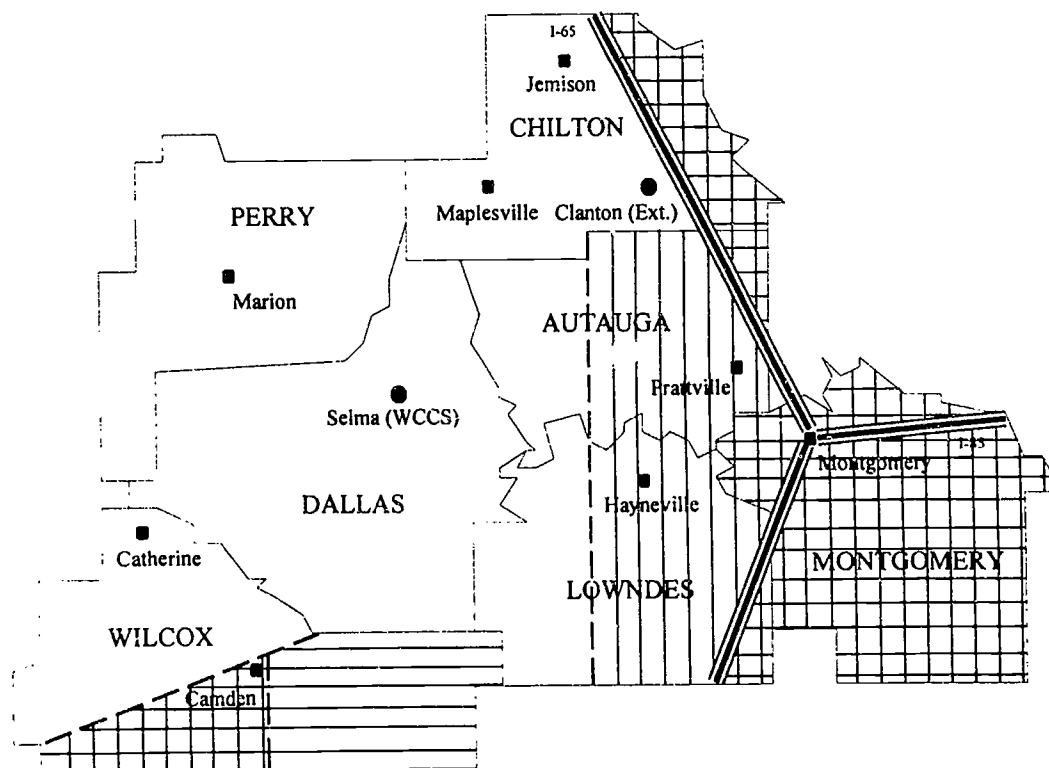 I-65
Jemison
CHILTON
Maplesville
Clanton (Ext.)
PERRY
Marion
AUTAUGA
Prattville
Selma (WCCS)
Montgomery
I-85
Hayneville
DALLAS
Catherine
MONTGOMERY
LOWNDES
WILCOX
Camden